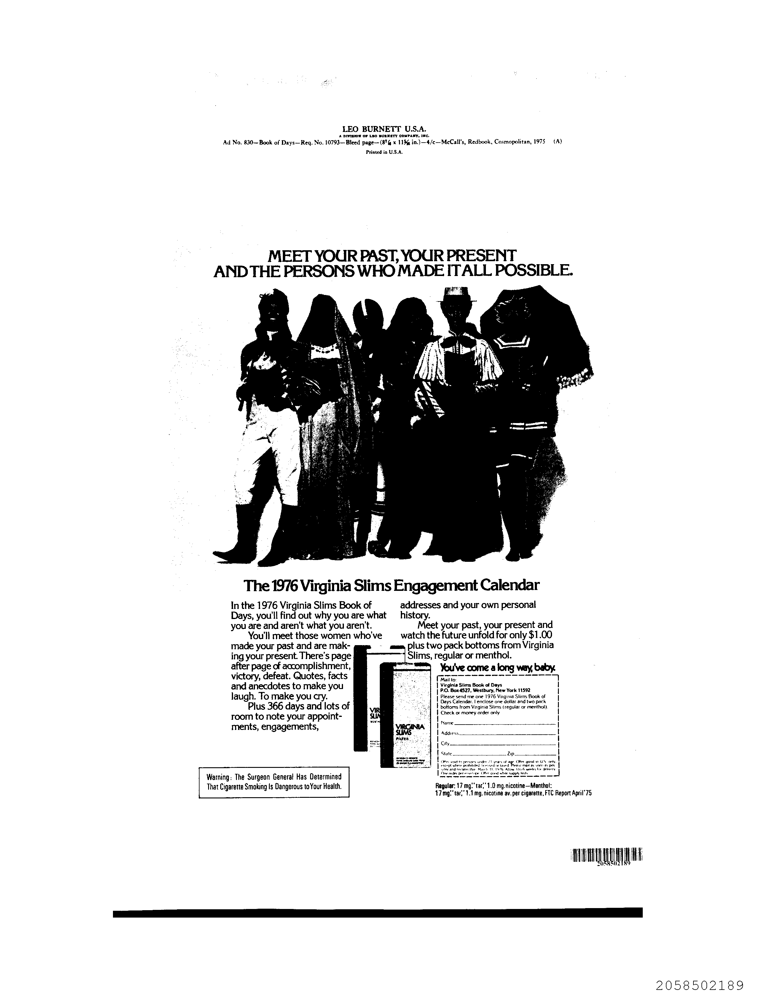 LEO BURNETT U.S.A.
A DIVISION OF LEO BURNETT COMPANY, INC.
Ad No. 830—Book of Days—Req. No. 10793—Bleed page—(8⅝ x 11⅜ in.)—4/c—McCall's, Redbook, Cosmopolitan, 1975 (A)
Printed in U.S.A.
MEET YOUR PAST, YOUR PRESENT
AND THE PERSONS WHO MADE IT ALL POSSIBLE.
The 1976 Virginia Slims Engagement Calendar
In the 1976 Virginia Slims Book of
Days, you'll find out why you are what
you are and aren't what you aren't.
You'll meet those women who've
made your past and are mak-
ing your present. There's page
after page of accomplishment,
victory, defeat. Quotes, facts
and anecdotes to make you
laugh. To make you cry.
Plus 366 days and lots of
room to note your appoint-
ments, engagements,
addresses and your own personal
history.
Meet your past, your present and
watch the future unfold for only $1.00
plus two pack bottoms from Virginia
Slims, regular or menthol.
You've come a long way, baby.
VIRGINIA
SLIMS
FILTER
Mail to:
Virginia Slims Book of Days
P.O. Box 4527, Westbury, New York 11592
Please send me one 1976 Virginia Slims Book of
Days Calendar. I enclose one dollar and two pack
bottoms from Virginia Slims (regular or menthol).
Check or money order only.
Name
Address
City
State Zip
Warning: The Surgeon General Has Determined
That Cigarette Smoking Is Dangerous to Your Health.
Regular: 17 mg."tar," 1.0 mg. nicotine—Menthol:
17 mg."tar," 1.1 mg. nicotine av. per cigarette, FTC Report April '75
2058502189
2058502189